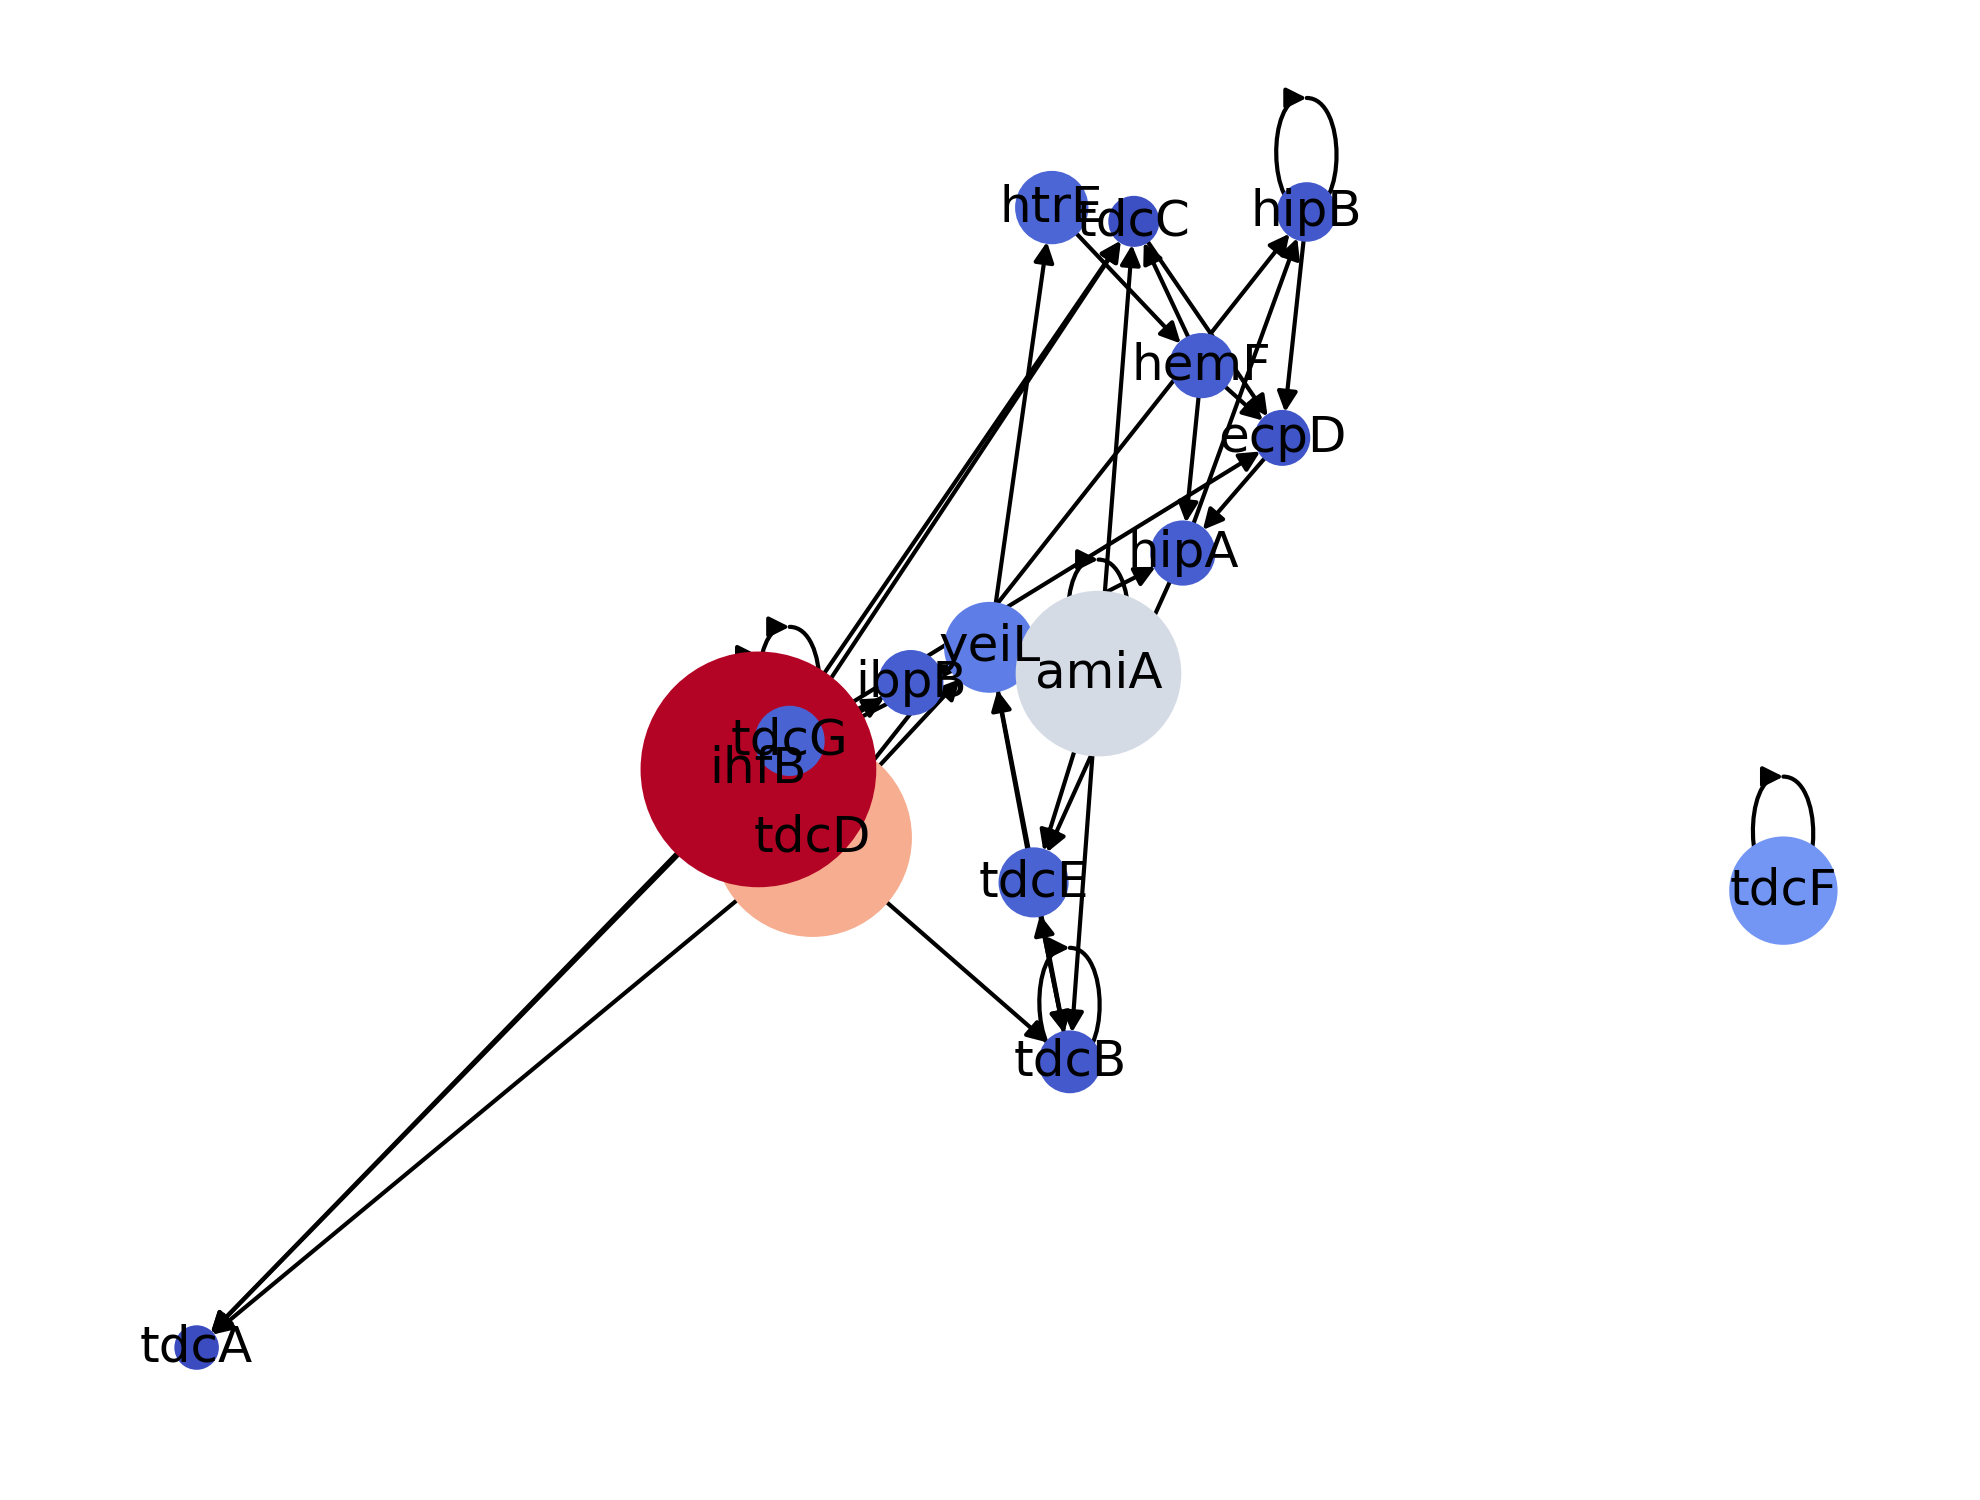 htrE
tdcC
hipB
hemF
ecpD
hipA
yeiL
amiA
ibpB
tdcG
ihfB
tdcD
tdcE
tdcF
tdcB
tdcA